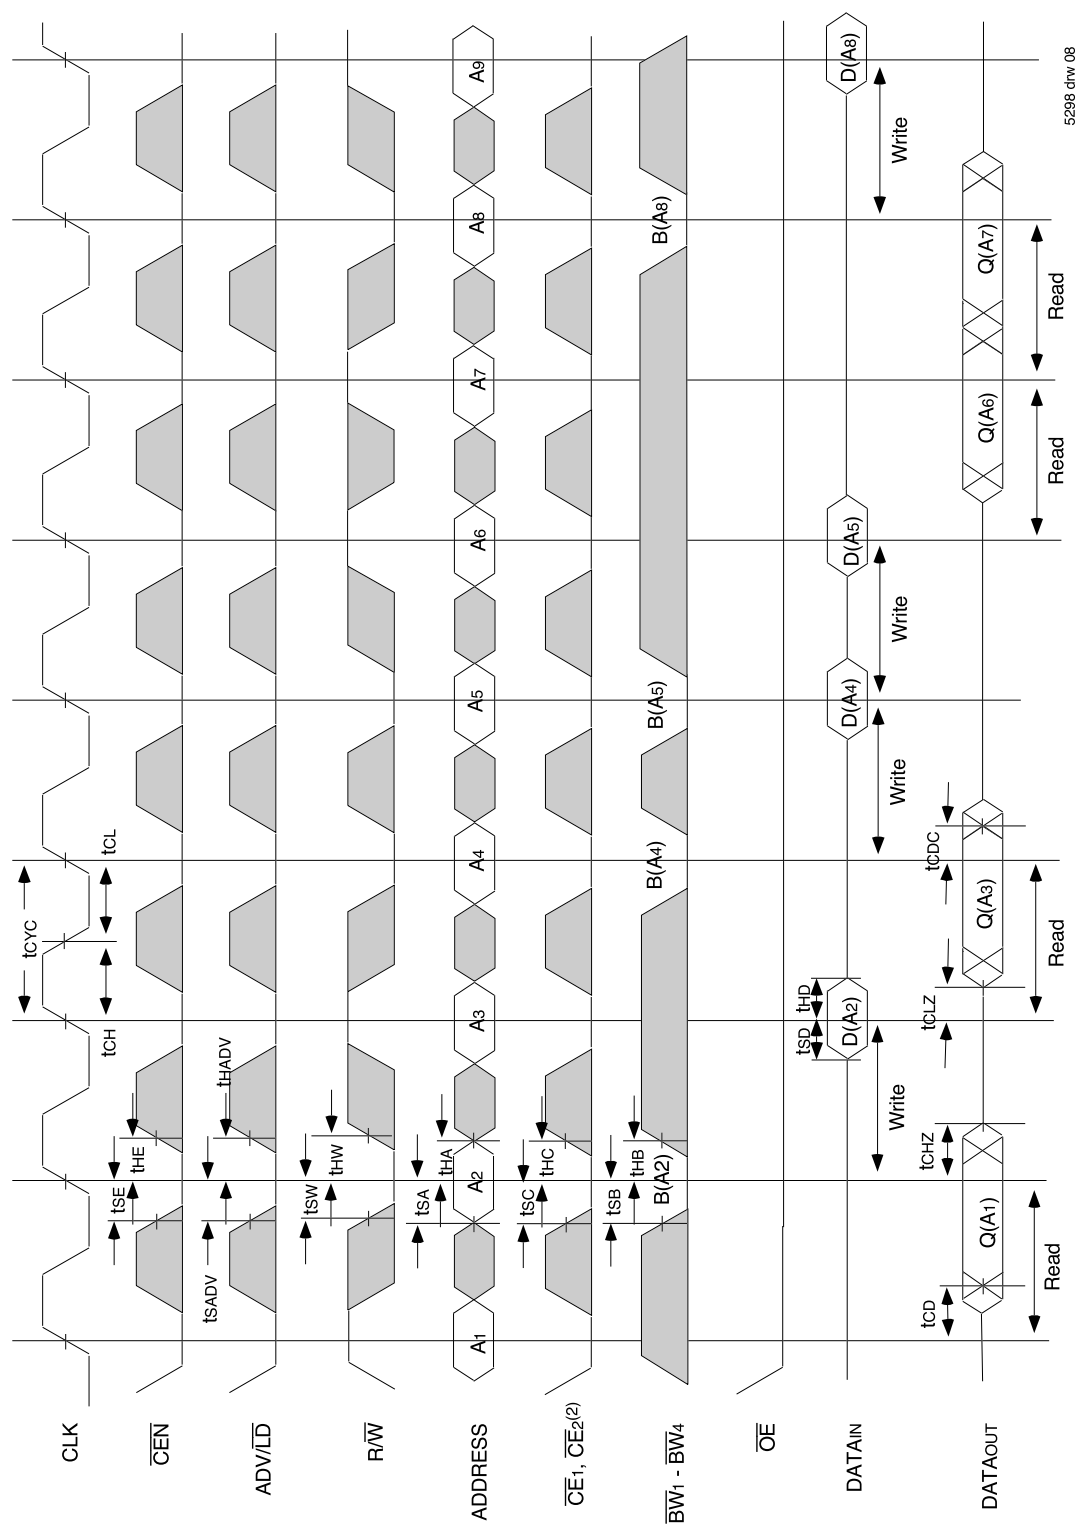 tCYC
tCH
tCL
CLK
tSE
tHE
CEN
tSADV
tHADV
ADV/LD
tSW
tHW
R/W
tSA
tHA
ADDRESS
A1
A2
A3
A4
A5
A6
A7
A8
A9
tSC
tHC
CE1, CE2(2)
tSB
tHB
BW1 - BW4
B(A2)
B(A4)
B(A5)
B(A8)
OE
tSD
tHD
DATAIN
D(A2)
D(A4)
D(A5)
D(A8)
Write
Write
Write
Write
tCD
tCHZ
tCLZ
tCDC
DATAOUT
Q(A1)
Q(A3)
Q(A6)
Q(A7)
Read
Read
Read
Read
5298 drw 08